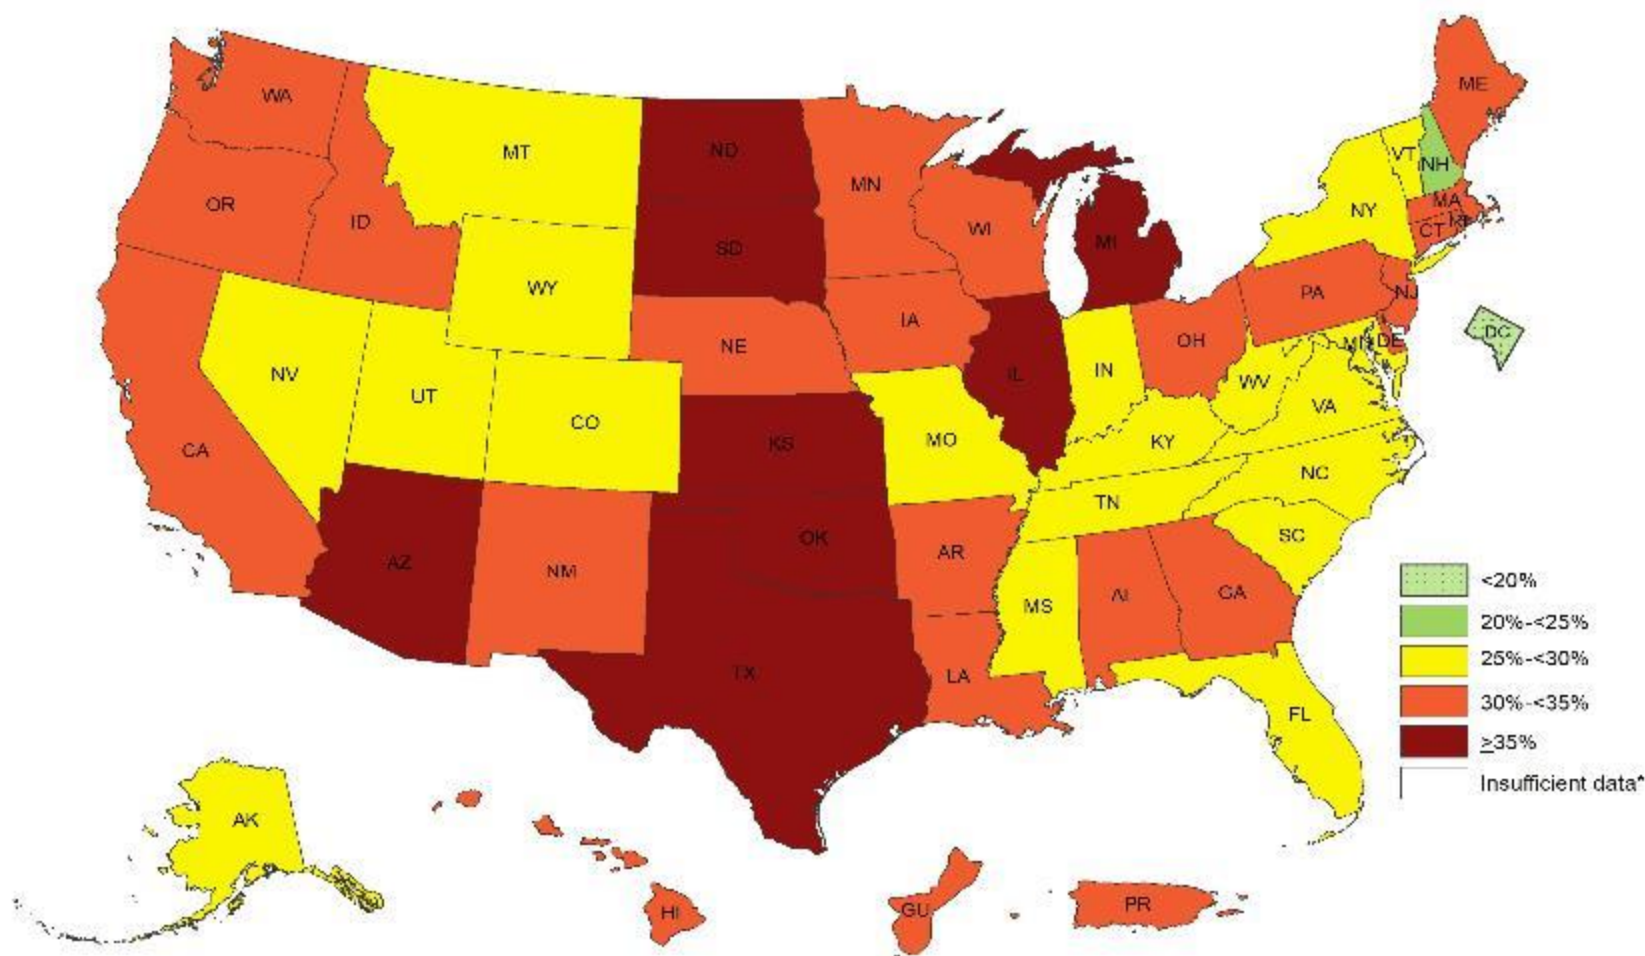 WA
OR
ID
MT
ND
SD
MN
WI
MI
ME
VT
NH
NY
MA
CT
PA
NJ
DC
WY
NE
IA
NV
UT
CO
CA
KS
MO
IL
IN
OH
WV
DE
VA
KY
NC
TN
SC
AZ
NM
OK
AR
MS
AL
GA
TX
LA
FL
AK
HI
GU
PR
<20%
20%-<25%
25%-<30%
30%-<35%
≥35%
Insufficient data*